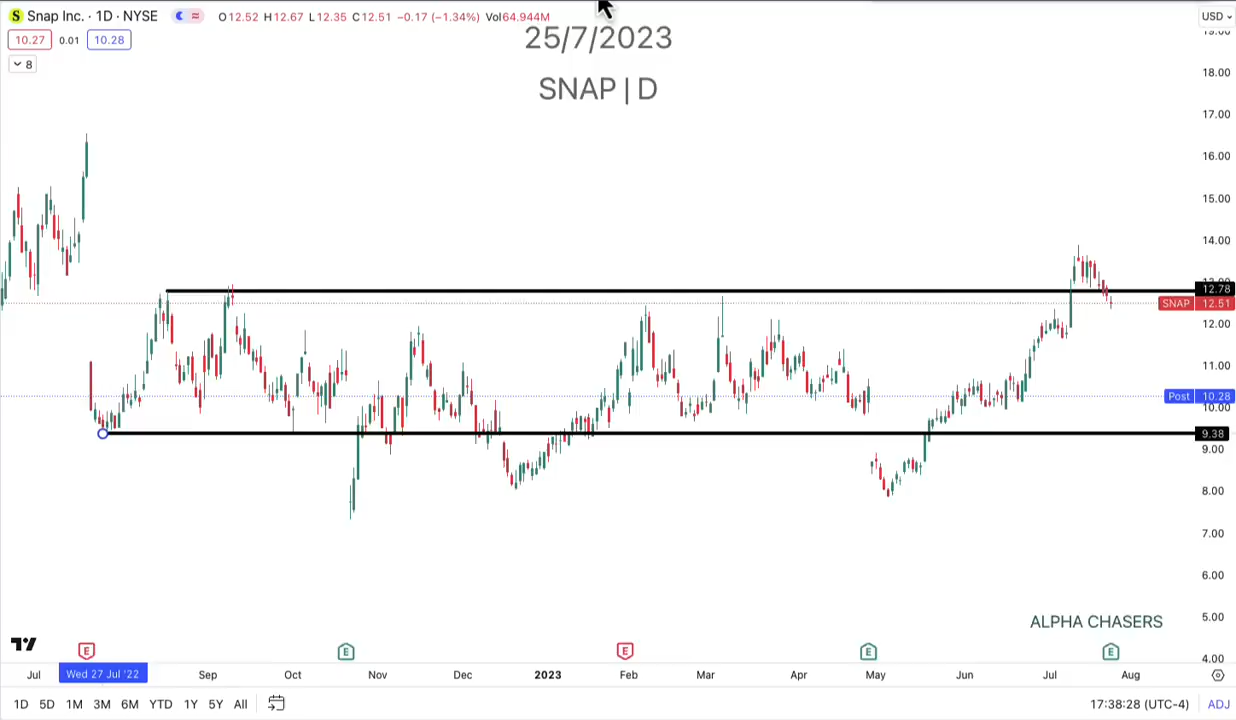 S Snap Inc. · 1D · NYSE O12.52 H12.67 L12.35 C12.51 −0.17 (−1.34%) Vol64.944M USD
10.27 0.01 10.28
8
25/7/2023
SNAP | D
19.00
18.00
17.00
16.00
15.00
14.00
13.00
12.78
SNAP 12.51
12.00
11.00
Post 10.28
10.00
9.38
9.00
8.00
7.00
6.00
5.00
ALPHA CHASERS
E E E E E
4.00
Jul Wed 27 Jul '22 Sep Oct Nov Dec 2023 Feb Mar Apr May Jun Jul Aug
1D 5D 1M 3M 6M YTD 1Y 5Y All 17:38:28 (UTC-4) ADJ